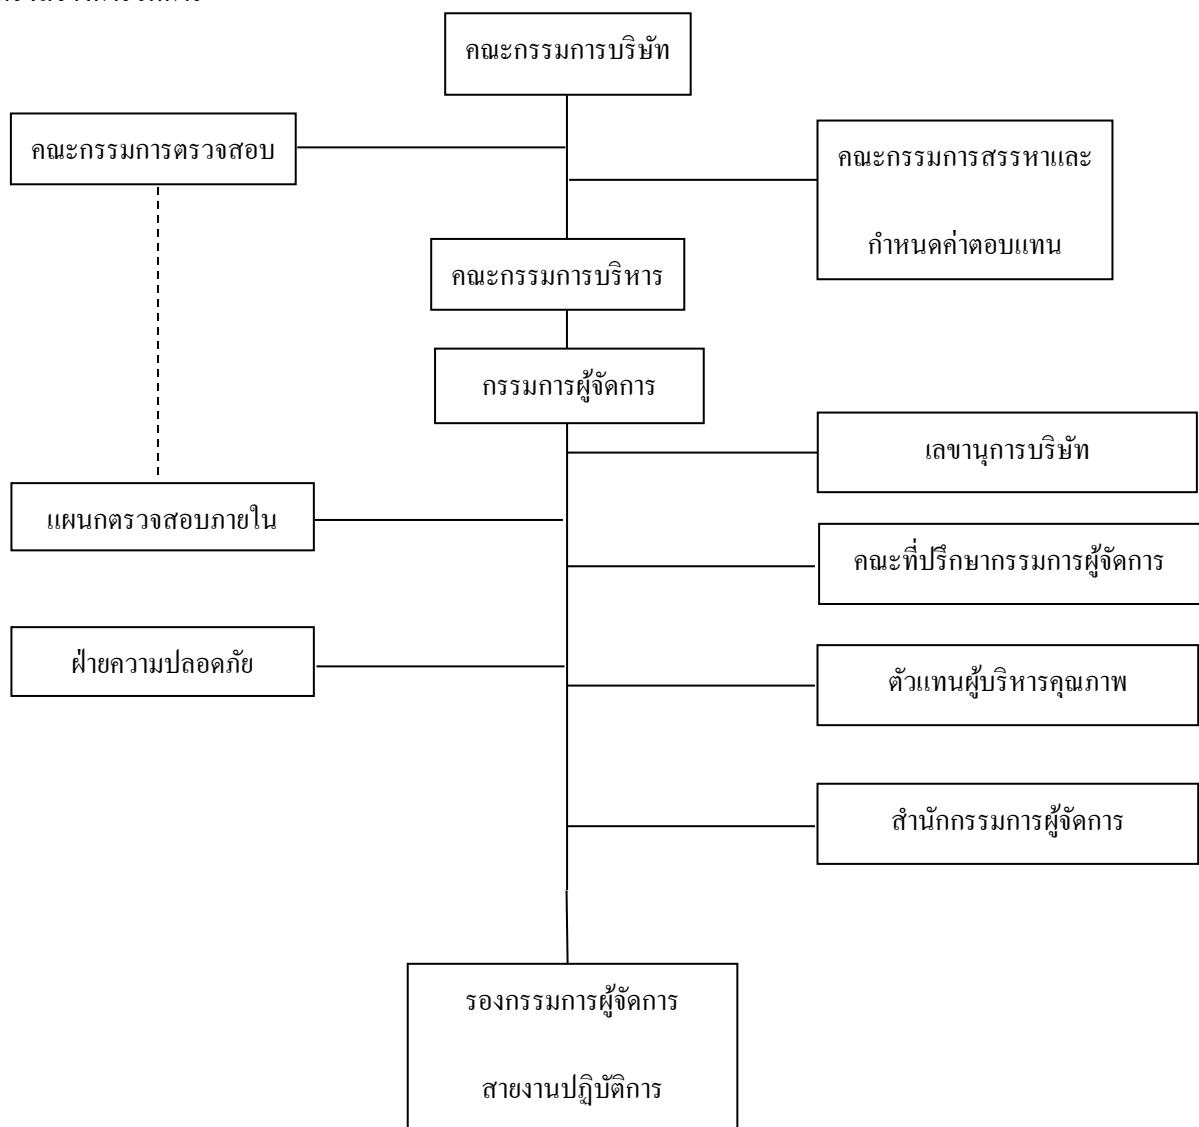 คณะกรรมการบริษัท
คณะกรรมการตรวจสอบ
คณะกรรมการสรรหาและ
กำหนดค่าตอบแทน
คณะกรรมการบริหาร
กรรมการผู้จัดการ
เลขานุการบริษัท
แผนกตรวจสอบภายใน
คณะที่ปรึกษากรรมการผู้จัดการ
ฝ่ายความปลอดภัย
ตัวแทนผู้บริหารคุณภาพ
สำนักกรรมการผู้จัดการ
รองกรรมการผู้จัดการ
สายงานปฏิบัติการ